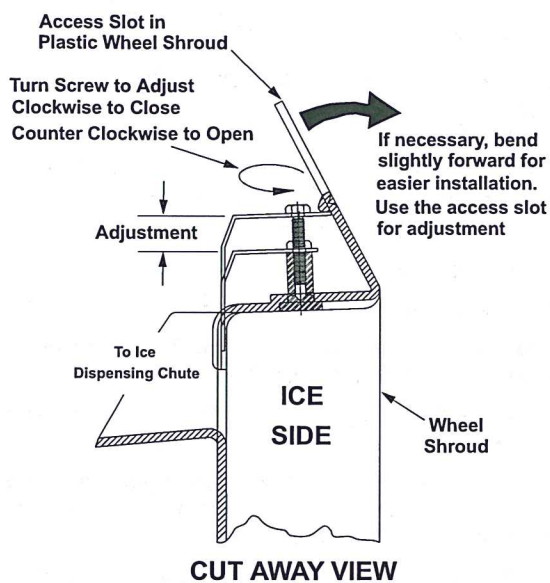 Access Slot in
Plastic Wheel Shroud
Turn Screw to Adjust
Clockwise to Close
Counter Clockwise to Open
If necessary, bend
slightly forward for
easier installation.
Use the access slot
for adjustment
Adjustment
To Ice
Dispensing Chute
ICE
SIDE
Wheel
Shroud
CUT AWAY VIEW